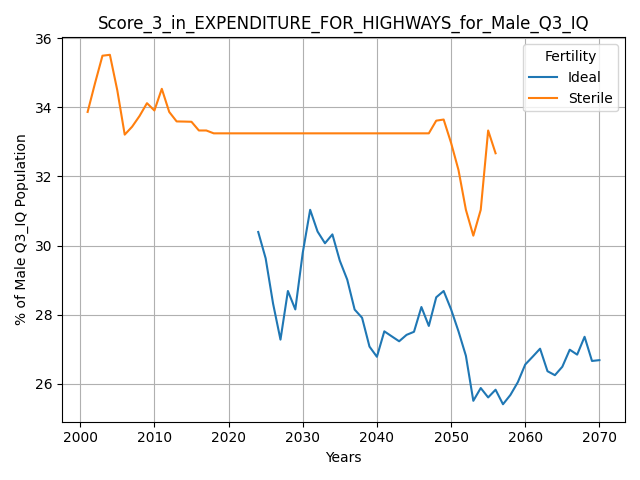 Score_3_in_EXPENDITURE_FOR_HIGHWAYS_for_Male_Q3_IQ
% of Male Q3_IQ Population
36
34
32
30
28
26
Fertility
Ideal
Sterile
2000 2010 2020 2030 2040 2050 2060 2070
Years